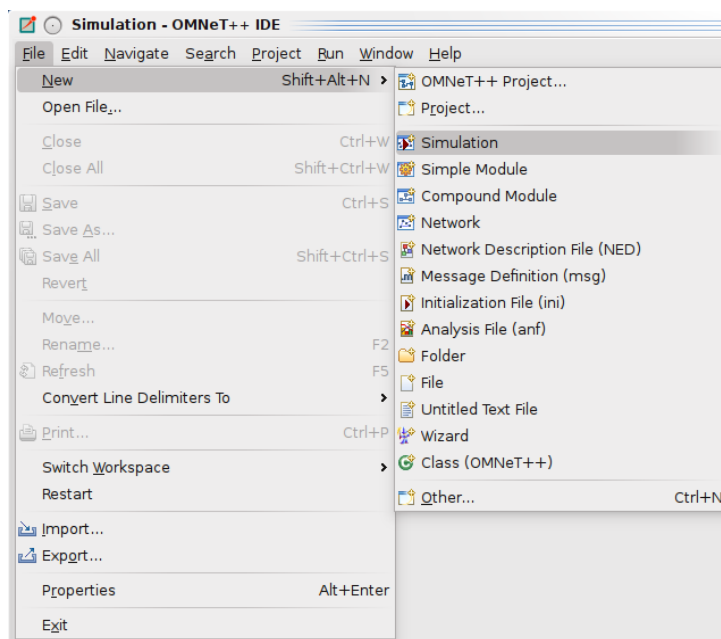 Simulation - OMNeT++ IDE
File Edit Navigate Search Project Run Window Help
New Shift+Alt+N
Open File...
Close Ctrl+W
Close All Shift+Ctrl+W
Save Ctrl+S
Save As...
Save All Shift+Ctrl+S
Revert
Move...
Rename... F2
Refresh F5
Convert Line Delimiters To
Print... Ctrl+P
Switch Workspace
Restart
Import...
Export...
Properties Alt+Enter
Exit
OMNeT++ Project...
Project...
Simulation
Simple Module
Compound Module
Network
Network Description File (NED)
Message Definition (msg)
Initialization File (ini)
Analysis File (anf)
Folder
File
Untitled Text File
Wizard
Class (OMNeT++)
Other... Ctrl+N